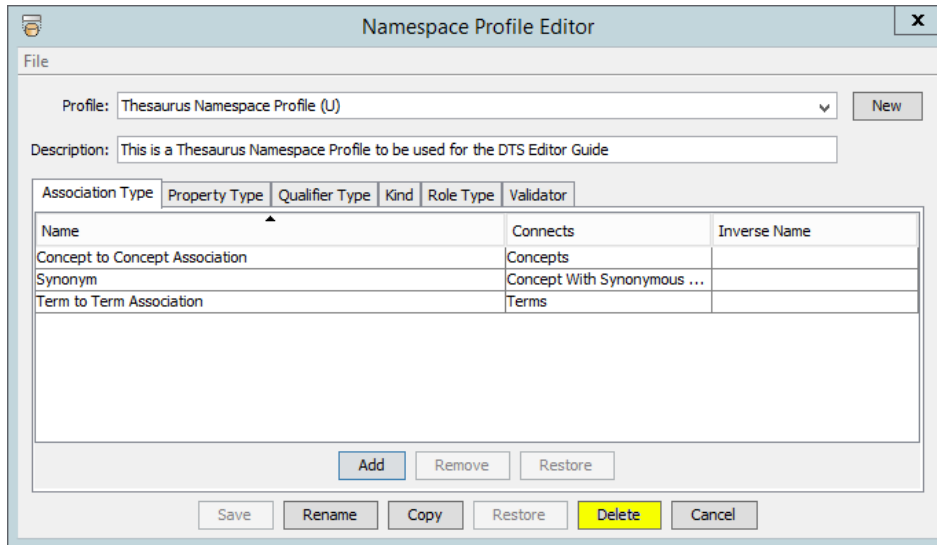 Namespace Profile Editor
x
File
Profile: Thesaurus Namespace Profile (U) New
Description: This is a Thesaurus Namespace Profile to be used for the DTS Editor Guide
Association Type Property Type Qualifier Type Kind Role Type Validator
Name Connects Inverse Name
Concept to Concept Association Concepts
Synonym Concept With Synonymous ...
Term to Term Association Terms
Add Remove Restore
Save Rename Copy Restore Delete Cancel